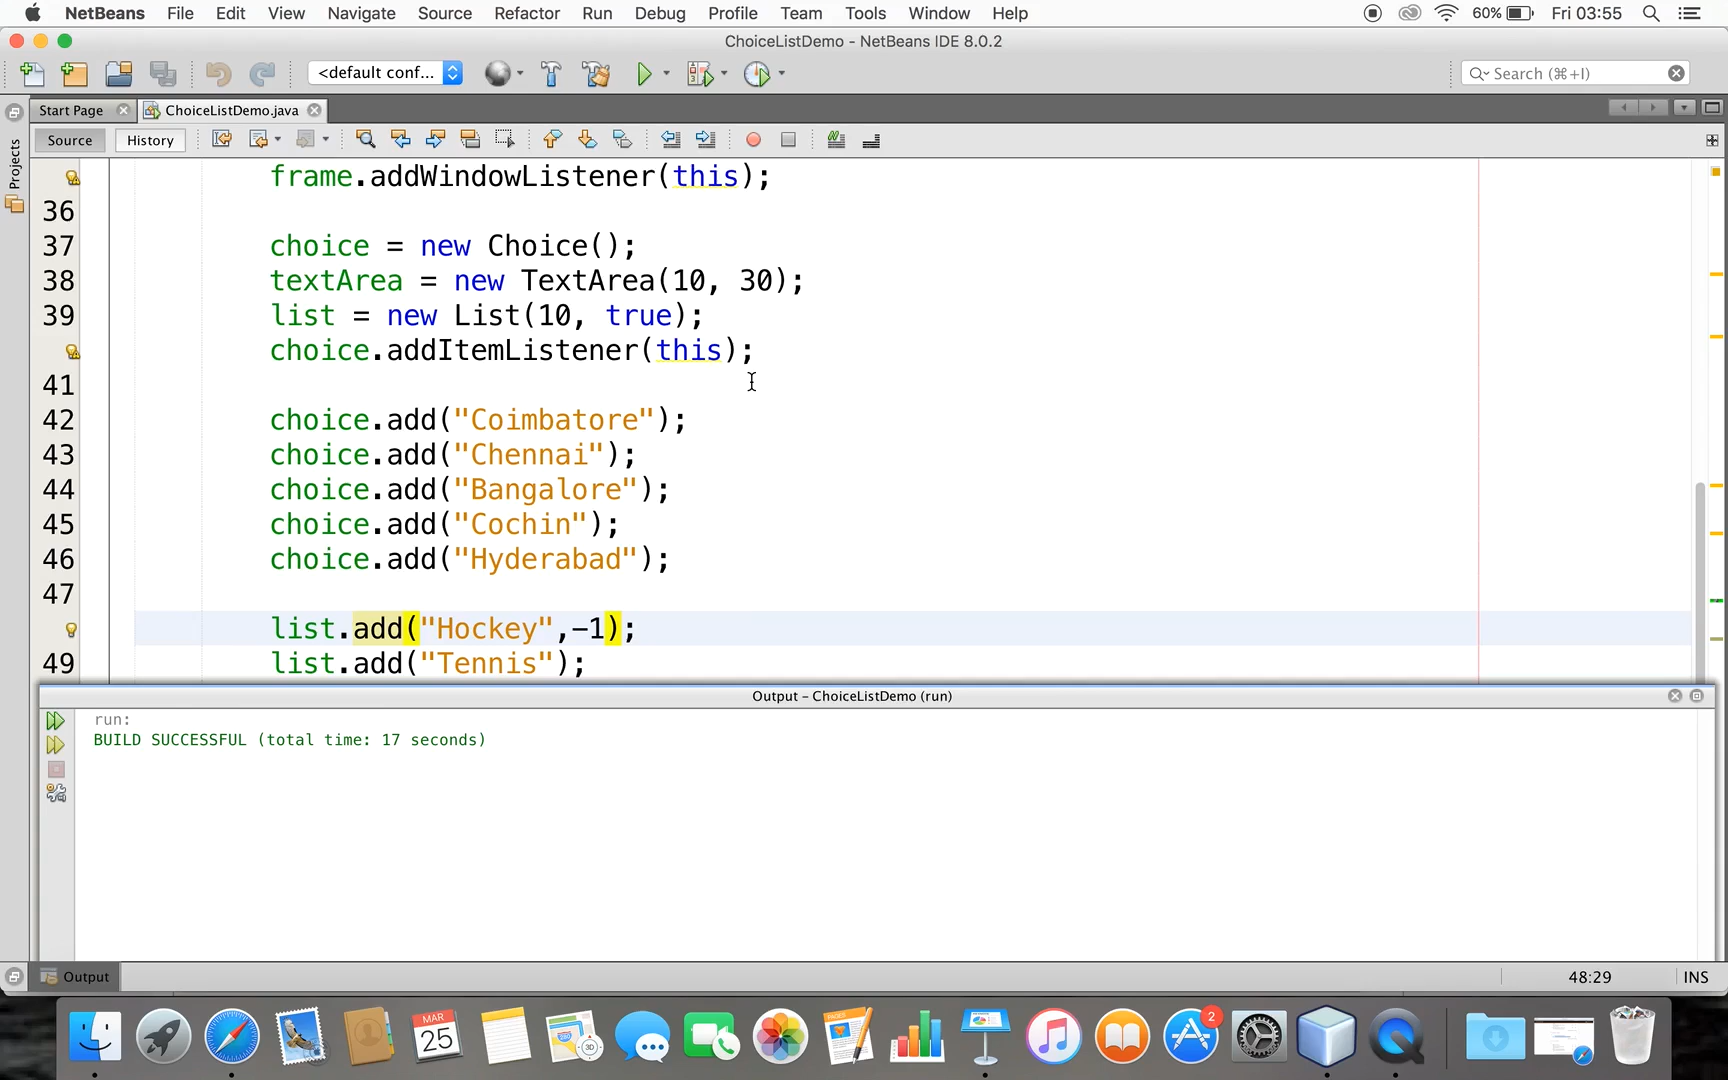 NetBeans File Edit View Navigate Source Refactor Run Debug Profile Team Tools Window Help 60% Fri 03:55
ChoiceListDemo - NetBeans IDE 8.0.2
<default conf... Search (⌘+I)
Start Page ChoiceListDemo.java
Source History
Projects
frame.addWindowListener(this);
36
37 choice = new Choice();
38 textArea = new TextArea(10, 30);
39 list = new List(10, true);
choice.addItemListener(this);
41
42 choice.add("Coimbatore");
43 choice.add("Chennai");
44 choice.add("Bangalore");
45 choice.add("Cochin");
46 choice.add("Hyderabad");
47
list.add("Hockey",-1);
49 list.add("Tennis");
Output - ChoiceListDemo (run)
run:
BUILD SUCCESSFUL (total time: 17 seconds)
Output 48:29 INS
MAR
25
3D
PAGES
2